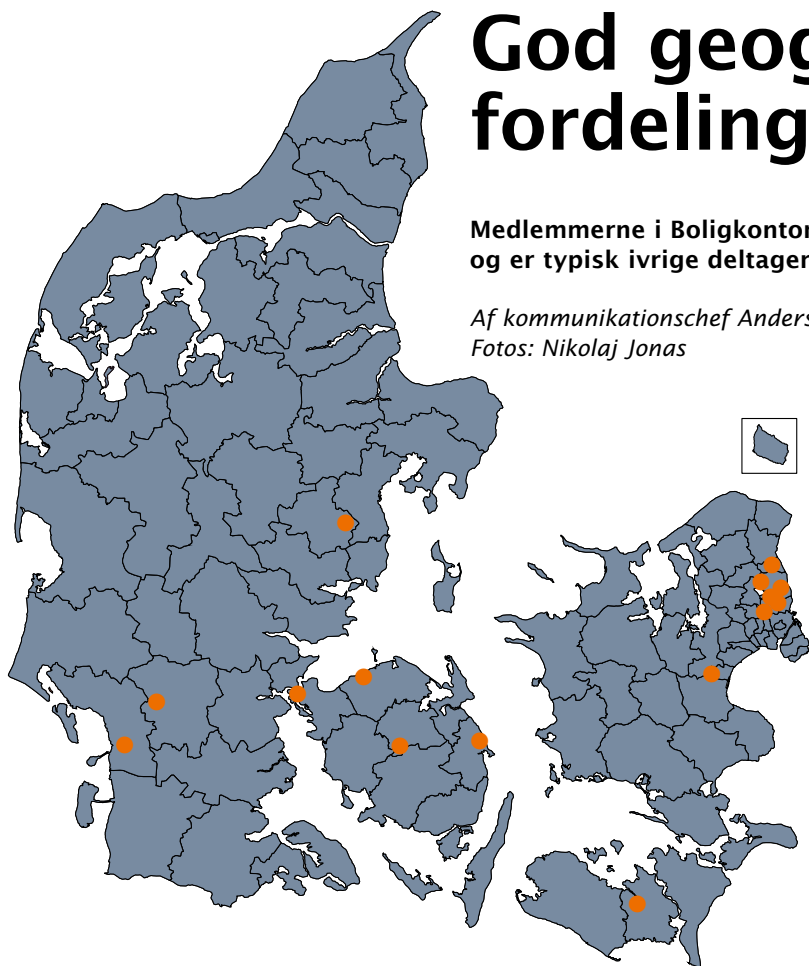 God geog
fordeling
Medlemmerne i Boligkontor
og er typisk ivrige deltager
Af kommunikationschef Anders
Fotos: Nikolaj Jonas